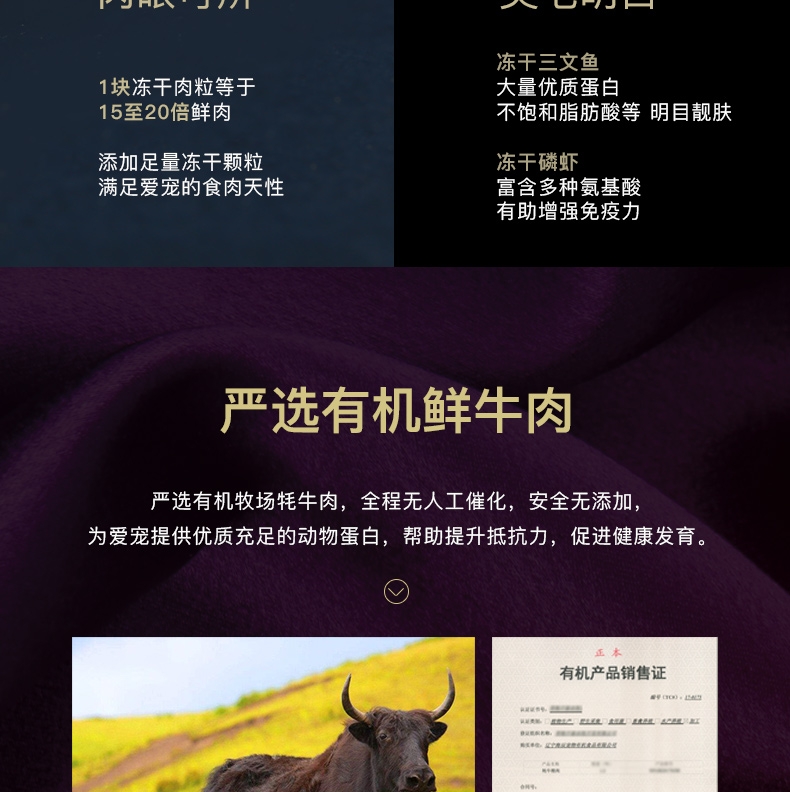 1块冻干肉粒等于
15至20倍鲜肉
添加足量冻干颗粒
满足爱宠的食肉天性
冻干三文鱼
大量优质蛋白
不饱和脂肪酸等 明目靓肤
冻干磷虾
富含多种氨基酸
有助增强免疫力
严选有机鲜牛肉
严选有机牧场牦牛肉，全程无人工催化，安全无添加，
为爱宠提供优质充足的动物蛋白，帮助提升抵抗力，促进健康发育。
正本
有机产品销售证